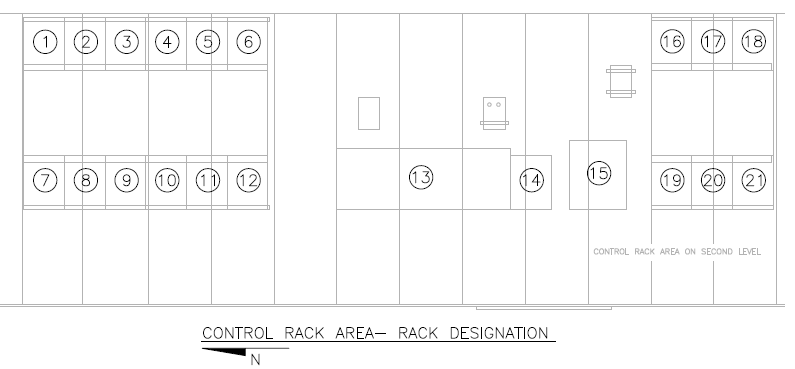 1 2 3 4 5 6 16 17 18
7 8 9 10 11 12 13 14 15 19 20 21
CONTROL RACK AREA ON SECOND LEVEL
CONTROL RACK AREA— RACK DESIGNATION
N